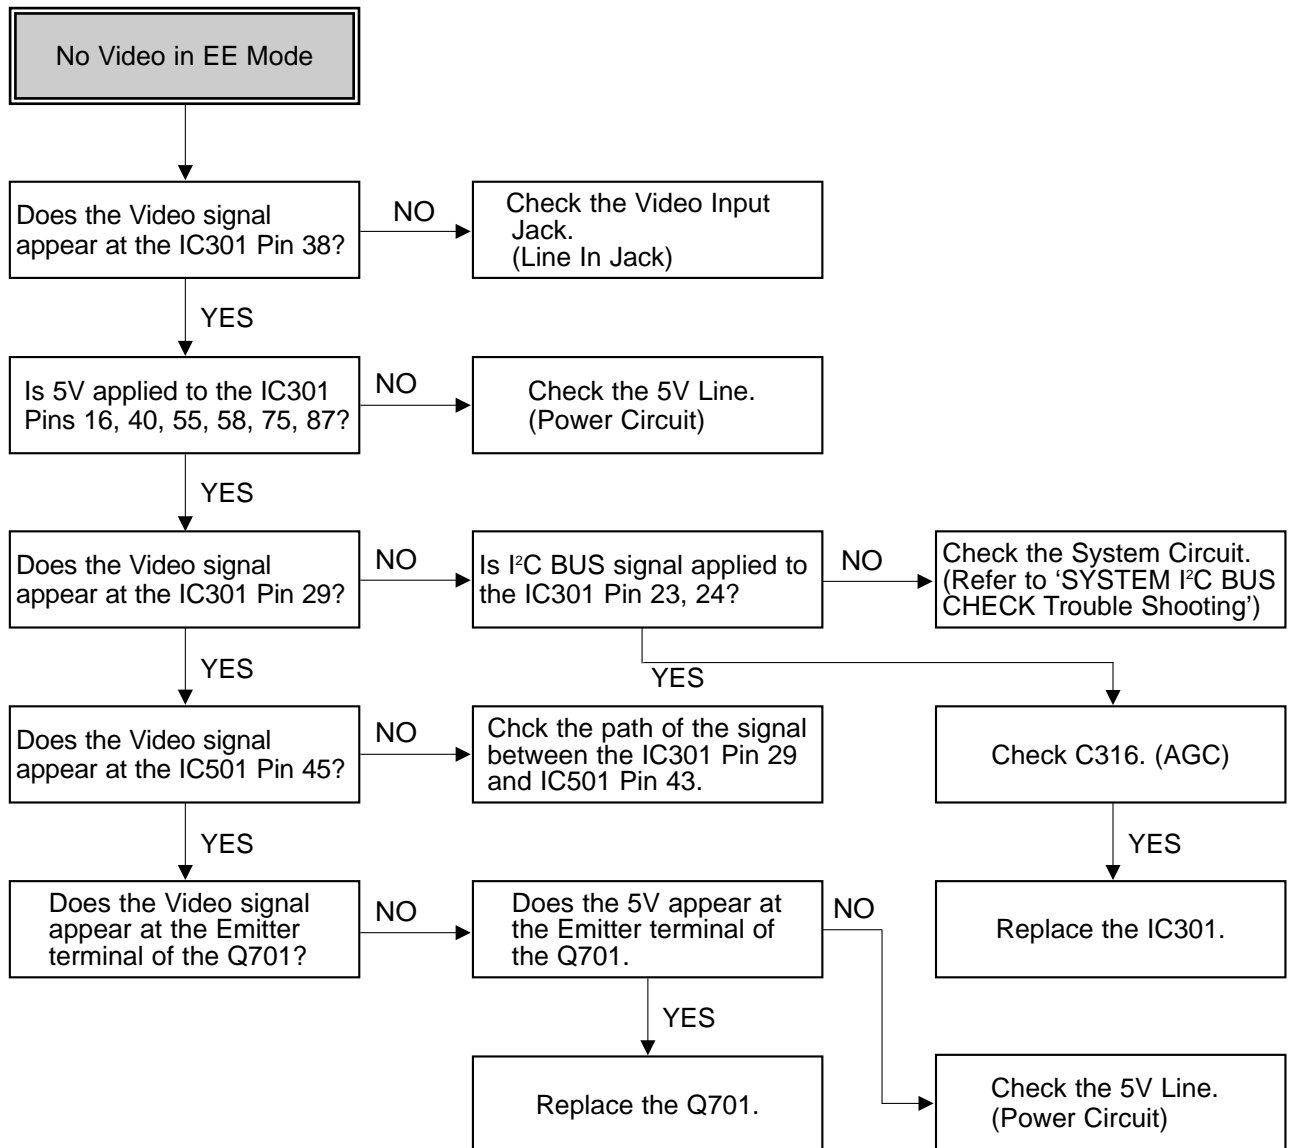 No Video in EE Mode
Does the Video signal
appear at the IC301 Pin 38?
NO
Check the Video Input
Jack.
(Line In Jack)
YES
Is 5V applied to the IC301
Pins 16, 40, 55, 58, 75, 87?
NO
Check the 5V Line.
(Power Circuit)
YES
Does the Video signal
appear at the IC301 Pin 29?
NO
Is I²C BUS signal applied to
the IC301 Pin 23, 24?
NO
Check the System Circuit.
(Refer to ‘SYSTEM I²C BUS
CHECK Trouble Shooting’)
YES
YES
Does the Video signal
appear at the IC501 Pin 45?
NO
Chck the path of the signal
between the IC301 Pin 29
and IC501 Pin 43.
Check C316. (AGC)
YES
YES
Does the Video signal
appear at the Emitter
terminal of the Q701?
NO
Does the 5V appear at
the Emitter terminal of
the Q701.
NO
Replace the IC301.
YES
Replace the Q701.
Check the 5V Line.
(Power Circuit)